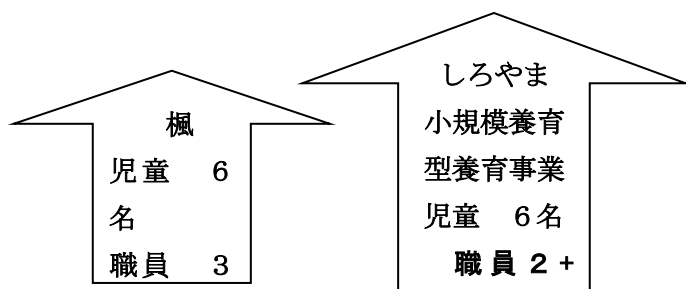 楓
児童　6
名
職員　3
しろやま
小規模養育
型養育事業
児童　6名
職員2+